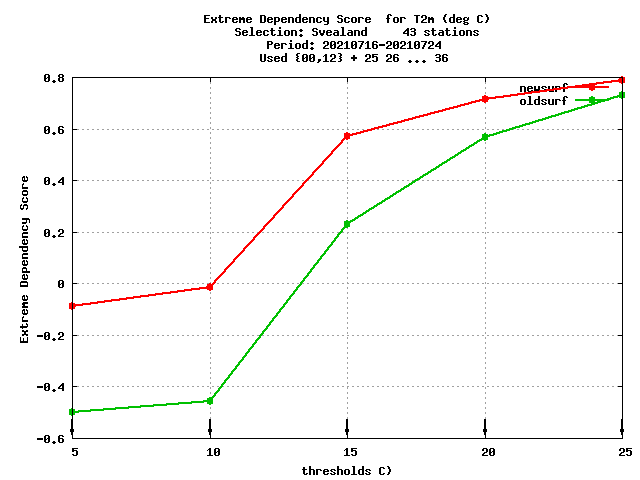 Extreme Dependency Score  for T2m (deg C)
Selection: Svealand     43 stations
Period: 20210716-20210724
Used {00,12} + 25 26 ... 36
newsurf
oldsurf
0.8
0.6
0.4
0.2
0
-0.2
-0.4
-0.6
Extreme Dependency Score
5 10 15 20 25
thresholds C)